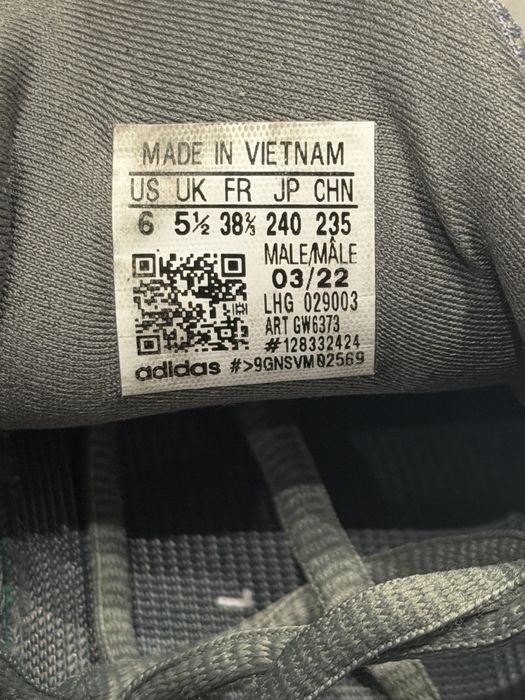 MADE IN VIETNAM
US UK FR JP CHN
6 5½ 38⅔ 240 235
MALE/MÂLE
03/22
LHG 029003
ART GW6373
#128332424
adidas #>9GNSVM02569